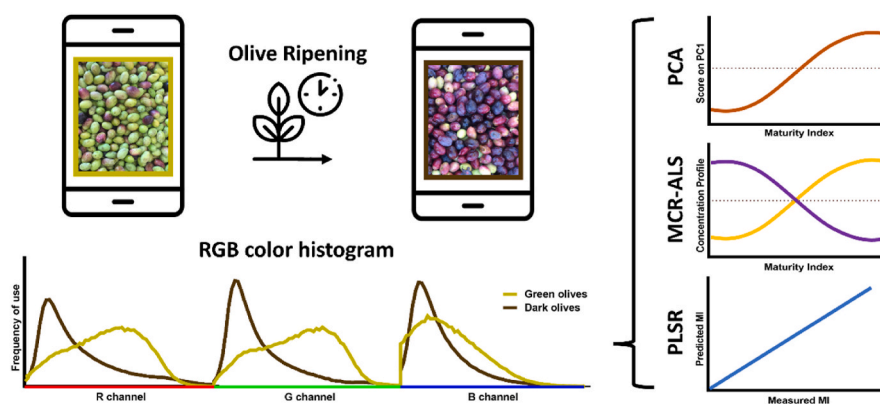 Olive Ripening
RGB color histogram
Frequency of use
Green olives
Dark olives
R channel
G channel
B channel
PCA
Score on PC1
Maturity Index
MCR-ALS
Concentration Profile
Maturity Index
PLSR
Predicted MI
Measured MI